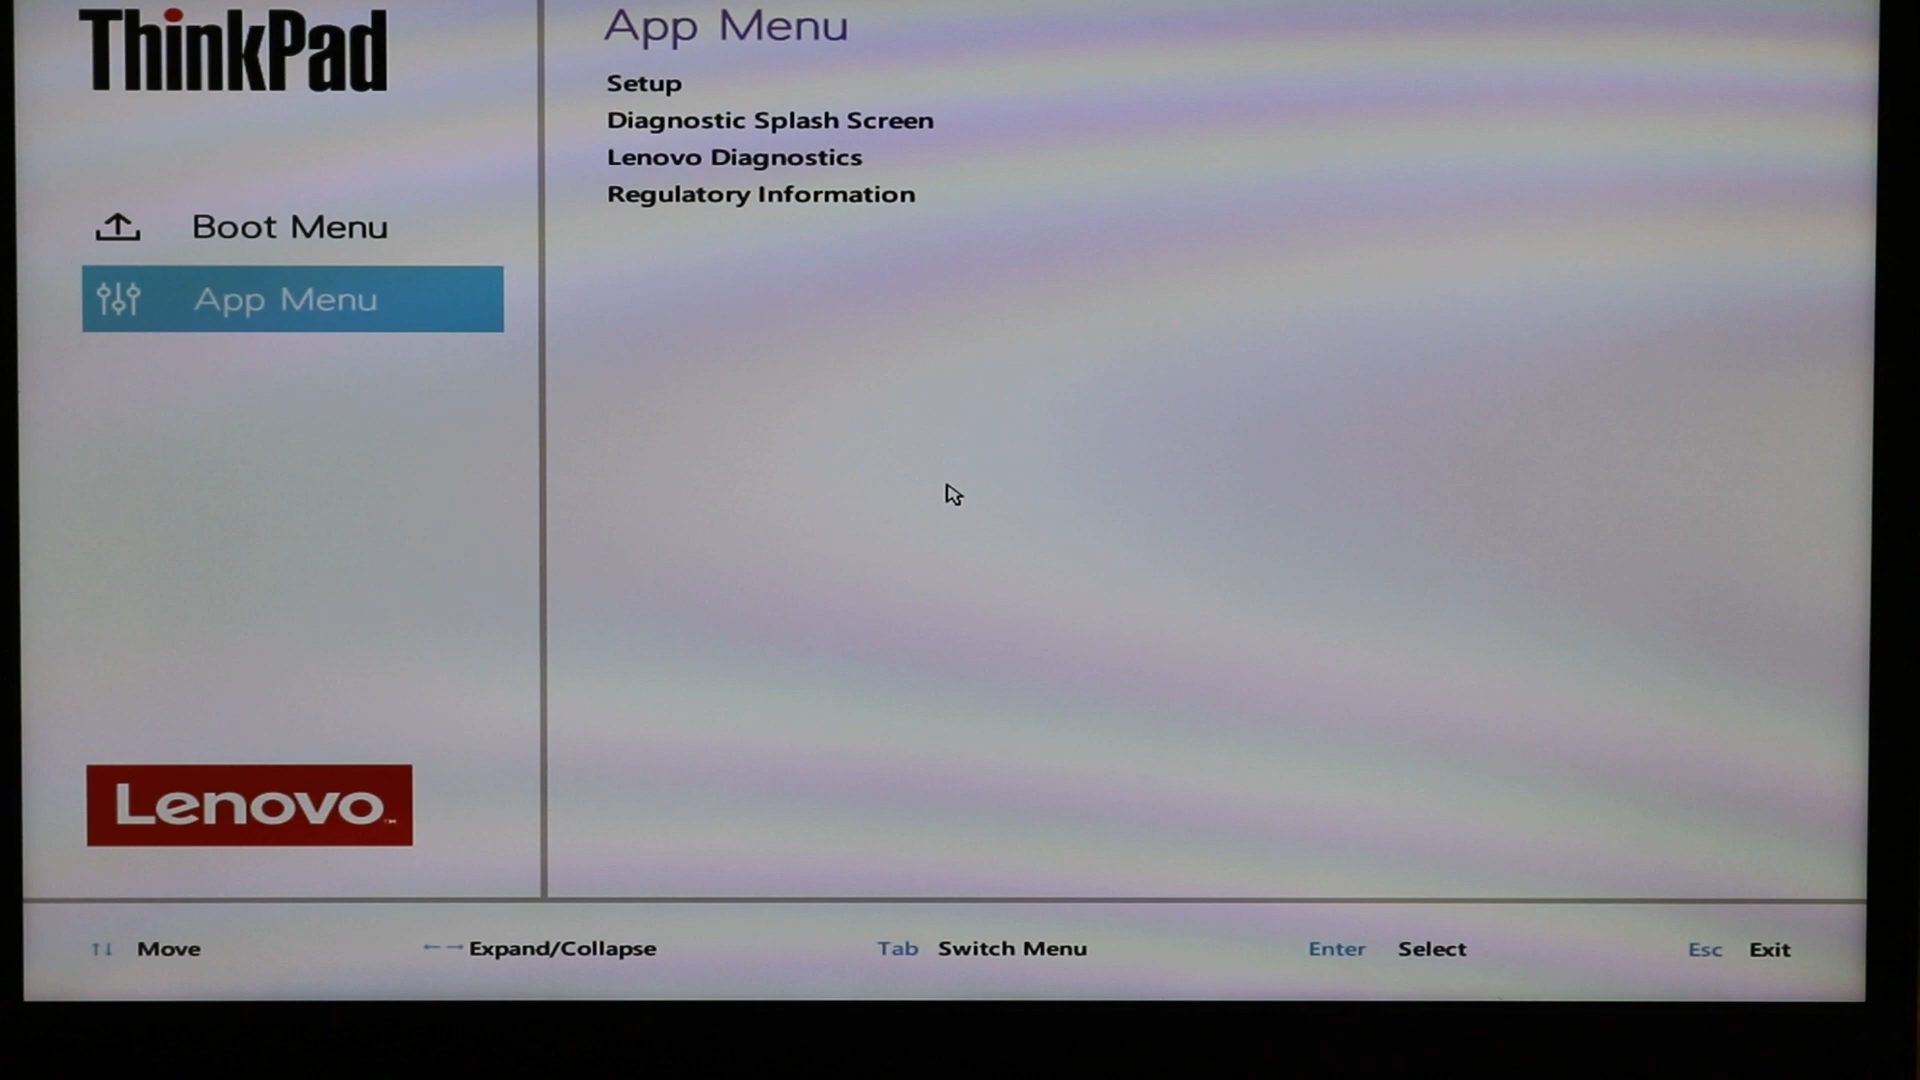 ThinkPad
Boot Menu
App Menu
Lenovo™
App Menu
Setup
Diagnostic Splash Screen
Lenovo Diagnostics
Regulatory Information
↑↓ Move
←→ Expand/Collapse
Tab Switch Menu
Enter Select
Esc Exit